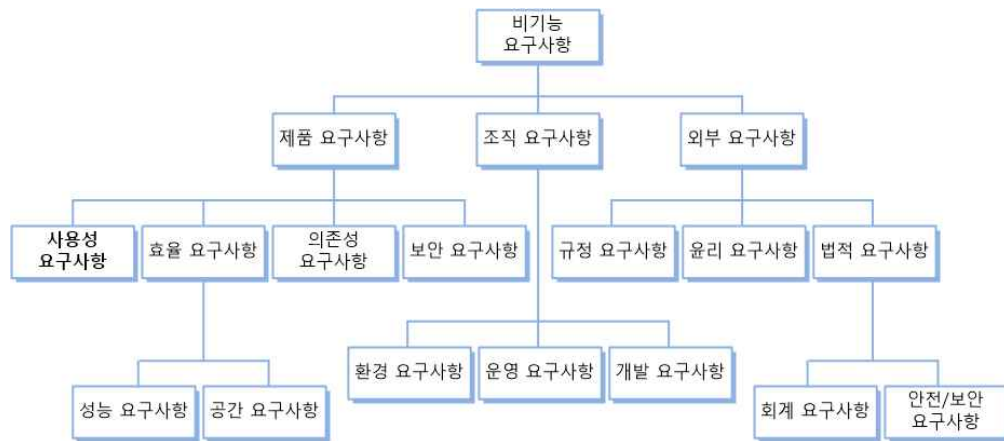 비기능
요구사항
제품 요구사항
조직 요구사항
외부 요구사항
사용성
요구사항
효율 요구사항
의존성
요구사항
보안 요구사항
규정 요구사항
윤리 요구사항
법적 요구사항
환경 요구사항
운영 요구사항
개발 요구사항
성능 요구사항
공간 요구사항
회계 요구사항
안전/보안
요구사항